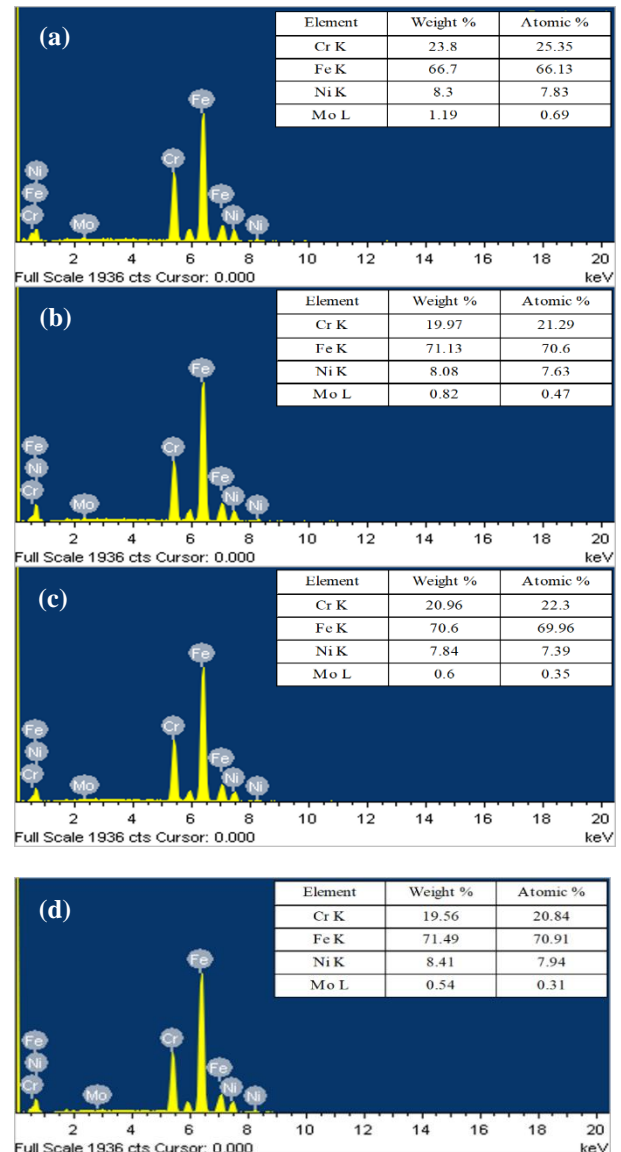 (a)
Element Weight % Atomic %
Cr K 23.8 25.35
Fe K 66.7 66.13
Ni K 8.3 7.83
Mo L 1.19 0.69
Fe
Cr
Ni
Fe
Cr
Mo
Fe
Ni
Ni
2 4 6 8 10 12 14 16 18 20
Full Scale 1936 cts Cursor: 0.000 keV
(b)
Element Weight % Atomic %
Cr K 19.97 21.29
Fe K 71.13 70.6
Ni K 8.08 7.63
Mo L 0.82 0.47
Fe
Cr
Fe
Ni
Cr
Mo
Fe
Ni
Ni
2 4 6 8 10 12 14 16 18 20
Full Scale 1936 cts Cursor: 0.000 keV
(c)
Element Weight % Atomic %
Cr K 20.96 22.3
Fe K 70.6 69.96
Ni K 7.84 7.39
Mo L 0.6 0.35
Fe
Cr
Fe
Ni
Cr
Mo
Fe
Ni
Ni
2 4 6 8 10 12 14 16 18 20
Full Scale 1936 cts Cursor: 0.000 keV
(d)
Element Weight % Atomic %
Cr K 19.56 20.84
Fe K 71.49 70.91
Ni K 8.41 7.94
Mo L 0.54 0.31
Fe
Cr
Fe
Ni
Cr
Mo
Fe
Ni
Ni
2 4 6 8 10 12 14 16 18 20
Full Scale 1936 cts Cursor: 0.000 keV